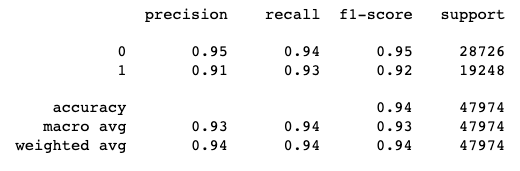 precision recall f1-score support
0 0.95 0.94 0.95 28726
1 0.91 0.93 0.92 19248
accuracy 0.94 47974
macro avg 0.93 0.94 0.93 47974
weighted avg 0.94 0.94 0.94 47974